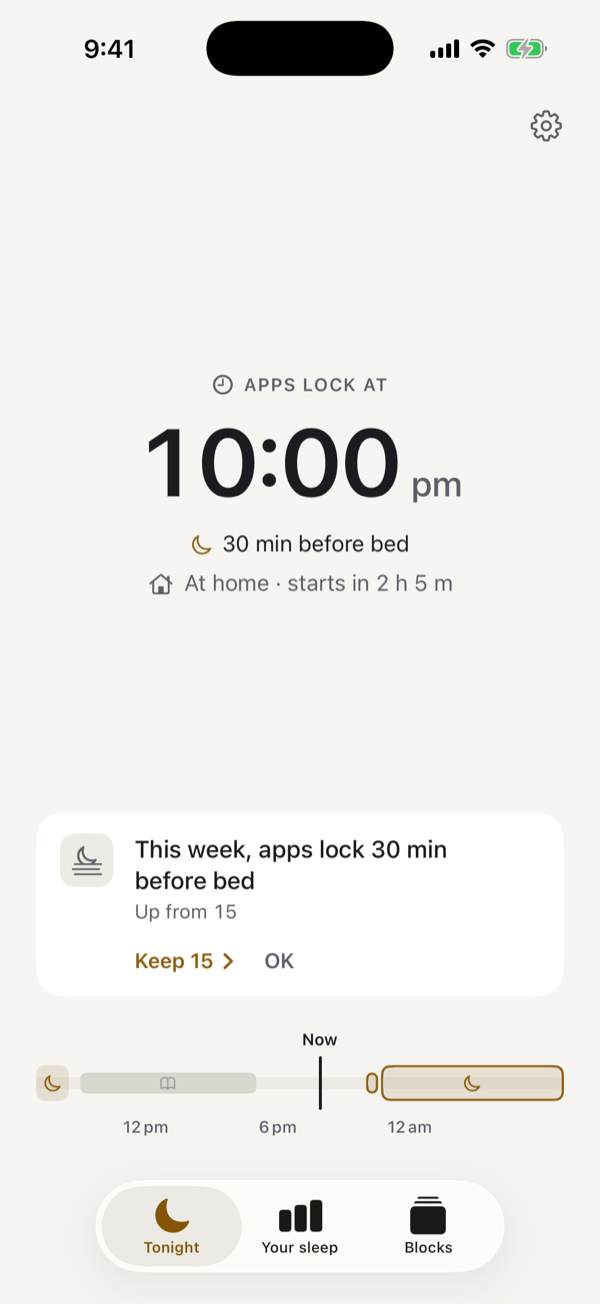 9:41
APPS LOCK AT
10:00 pm
30 min before bed
At home · starts in 2 h 5 m
This week, apps lock 30 min
before bed
Up from 15
Keep 15
OK
Now
12 pm
6 pm
12 am
Tonight
Your sleep
Blocks